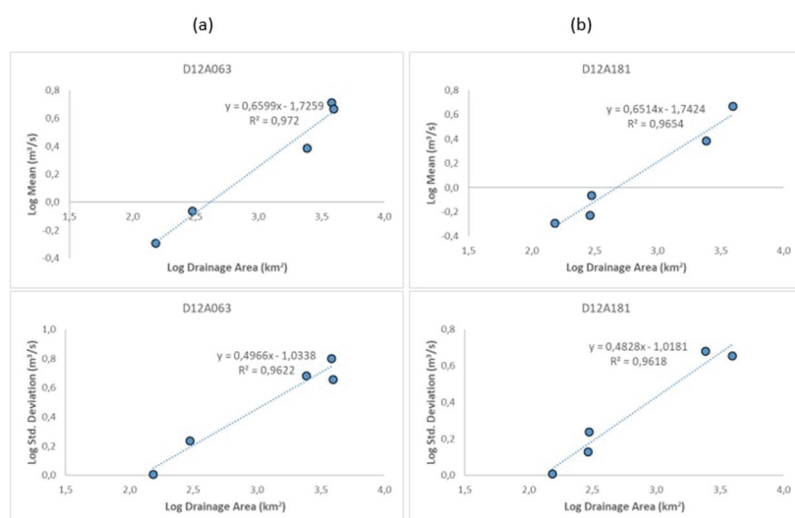 (a)
(b)
D12A063
y = 0,6599x - 1,7259
R² = 0,972
Log Mean (m³/s)
0,8
0,6
0,4
0,2
0,0
-0,2
-0,4
1,5 2,0 2,5 3,0 3,5 4,0
Log Drainage Area (km²)
D12A181
y = 0,6514x - 1,7424
R² = 0,9654
Log Mean (m³/s)
0,8
0,6
0,4
0,2
0,0
-0,2
-0,4
1,5 2,0 2,5 3,0 3,5 4,0
Log Drainage Area (km²)
D12A063
y = 0,4966x - 1,0338
R² = 0,9622
Log Std. Deviation (m³/s)
1,0
0,8
0,6
0,4
0,2
0,0
1,5 2,0 2,5 3,0 3,5 4,0
Log Drainage Area (km²)
D12A181
y = 0,4828x - 1,0181
R² = 0,9618
Log Std. Deviation (m³/s)
0,8
0,6
0,4
0,2
0,0
1,5 2,0 2,5 3,0 3,5 4,0
Log Drainage Area (km²)